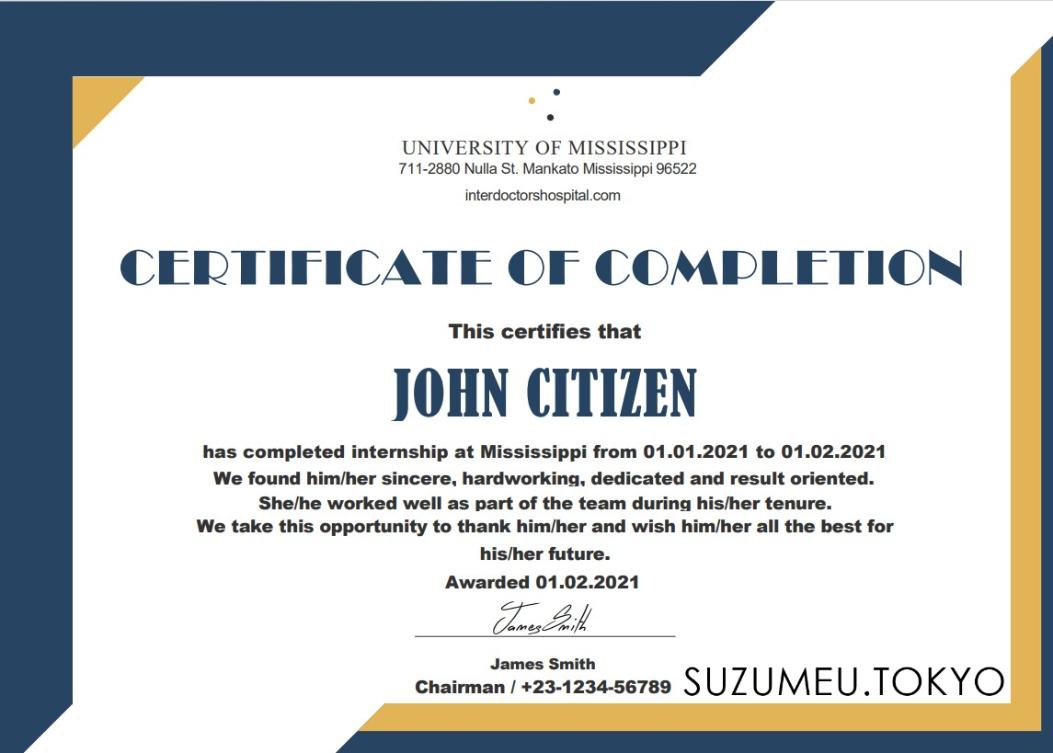 UNIVERSITY OF MISSISSIPPI
711-2880 Nulla St. Mankato Mississippi 96522
interdoctorshospital.com
CERTIFICATE OF COMPLETION
This certifies that
JOHN CITIZEN
has completed internship at Mississippi from 01.01.2021 to 01.02.2021
We found him/her sincere, hardworking, dedicated and result oriented.
She/he worked well as part of the team during his/her tenure.
We take this opportunity to thank him/her and wish him/her all the best for
his/her future.
Awarded 01.02.2021
James Smith
James Smith
Chairman / +23-1234-56789
SUZUMEU.TOKYO